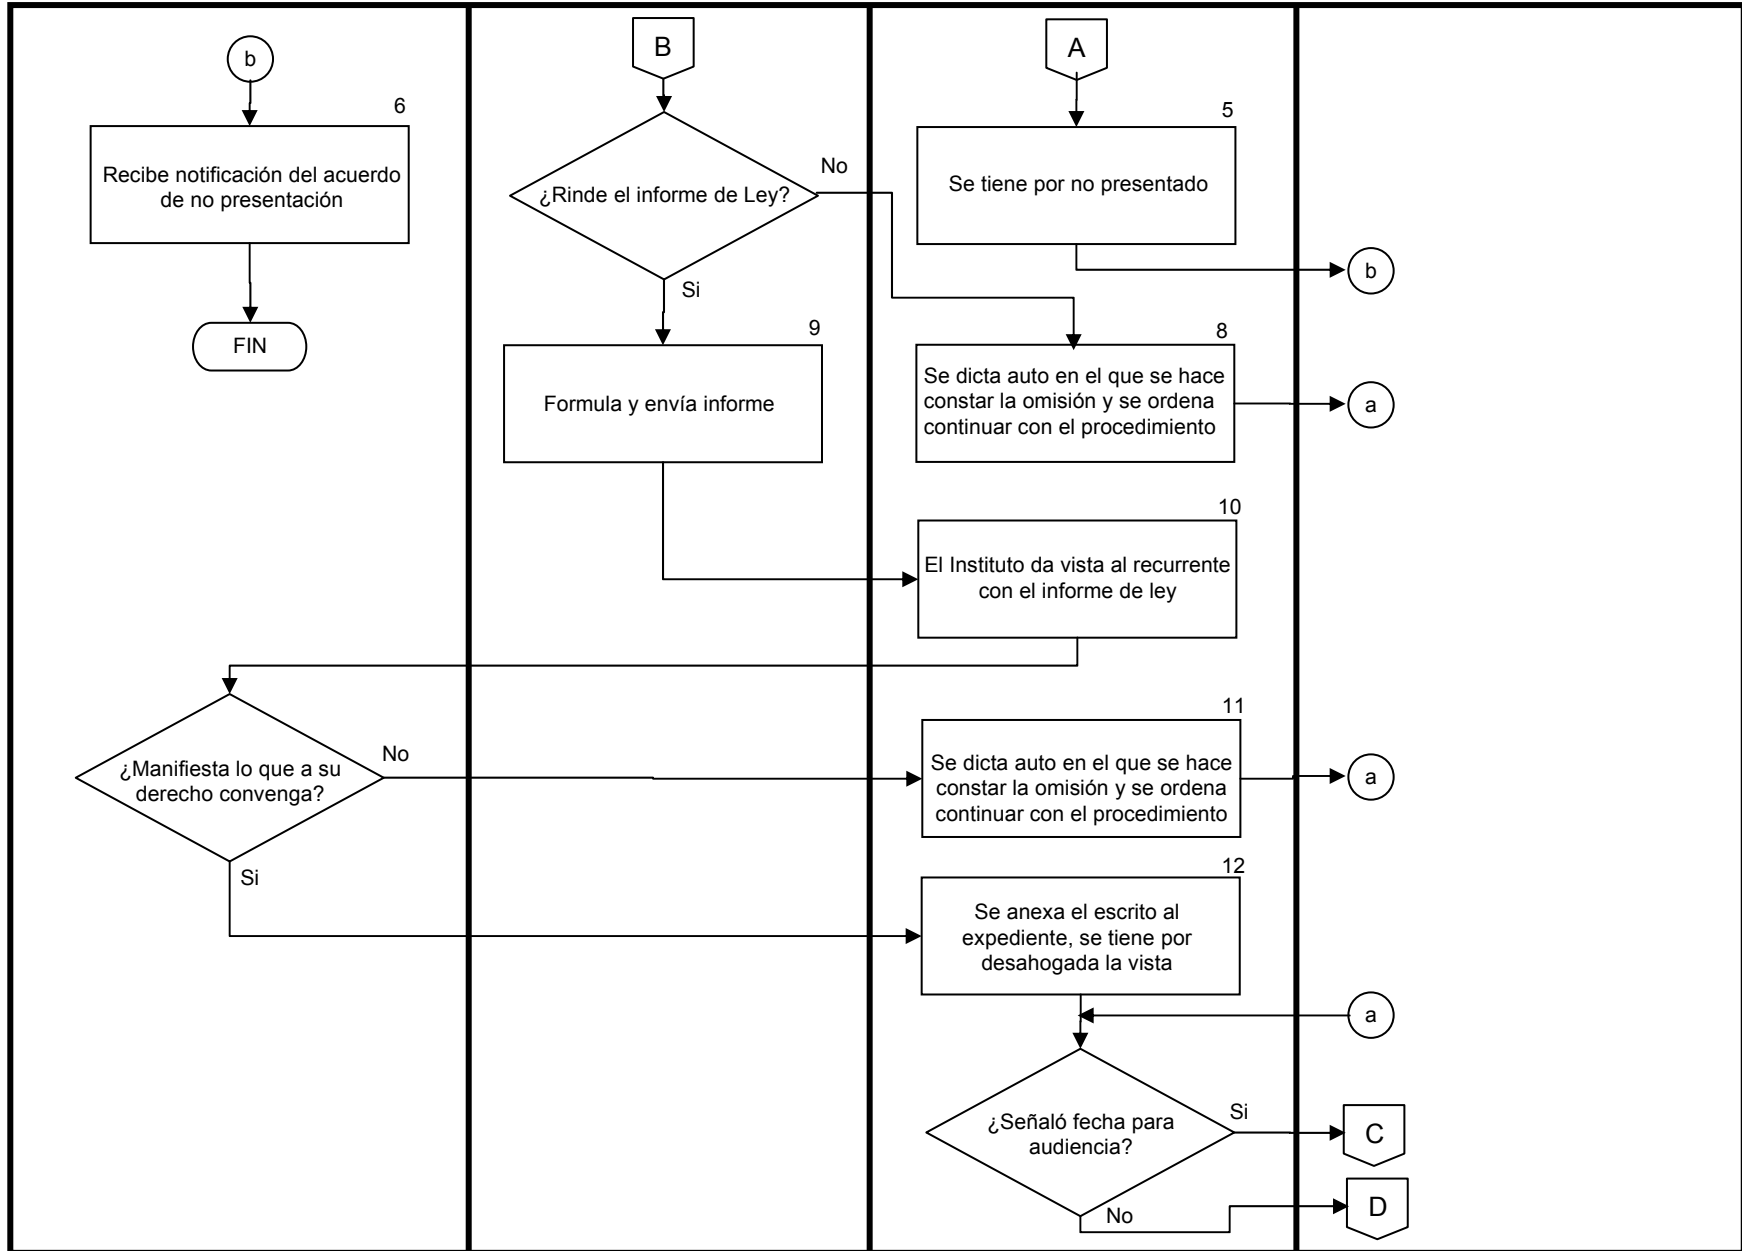 b
B
A
6
5
Recibe notificación del acuerdo
de no presentación
¿Rinde el informe de Ley?
No
Se tiene por no presentado
b
Si
FIN
9
8
Formula y envía informe
Se dicta auto en el que se hace
constar la omisión y se ordena
continuar con el procedimiento
a
10
El Instituto da vista al recurrente
con el informe de ley
11
¿Manifiesta lo que a su
derecho convenga?
No
Se dicta auto en el que se hace
constar la omisión y se ordena
continuar con el procedimiento
a
Si
12
Se anexa el escrito al
expediente, se tiene por
desahogada la vista
a
¿Señaló fecha para
audiencia?
Si
C
No
D